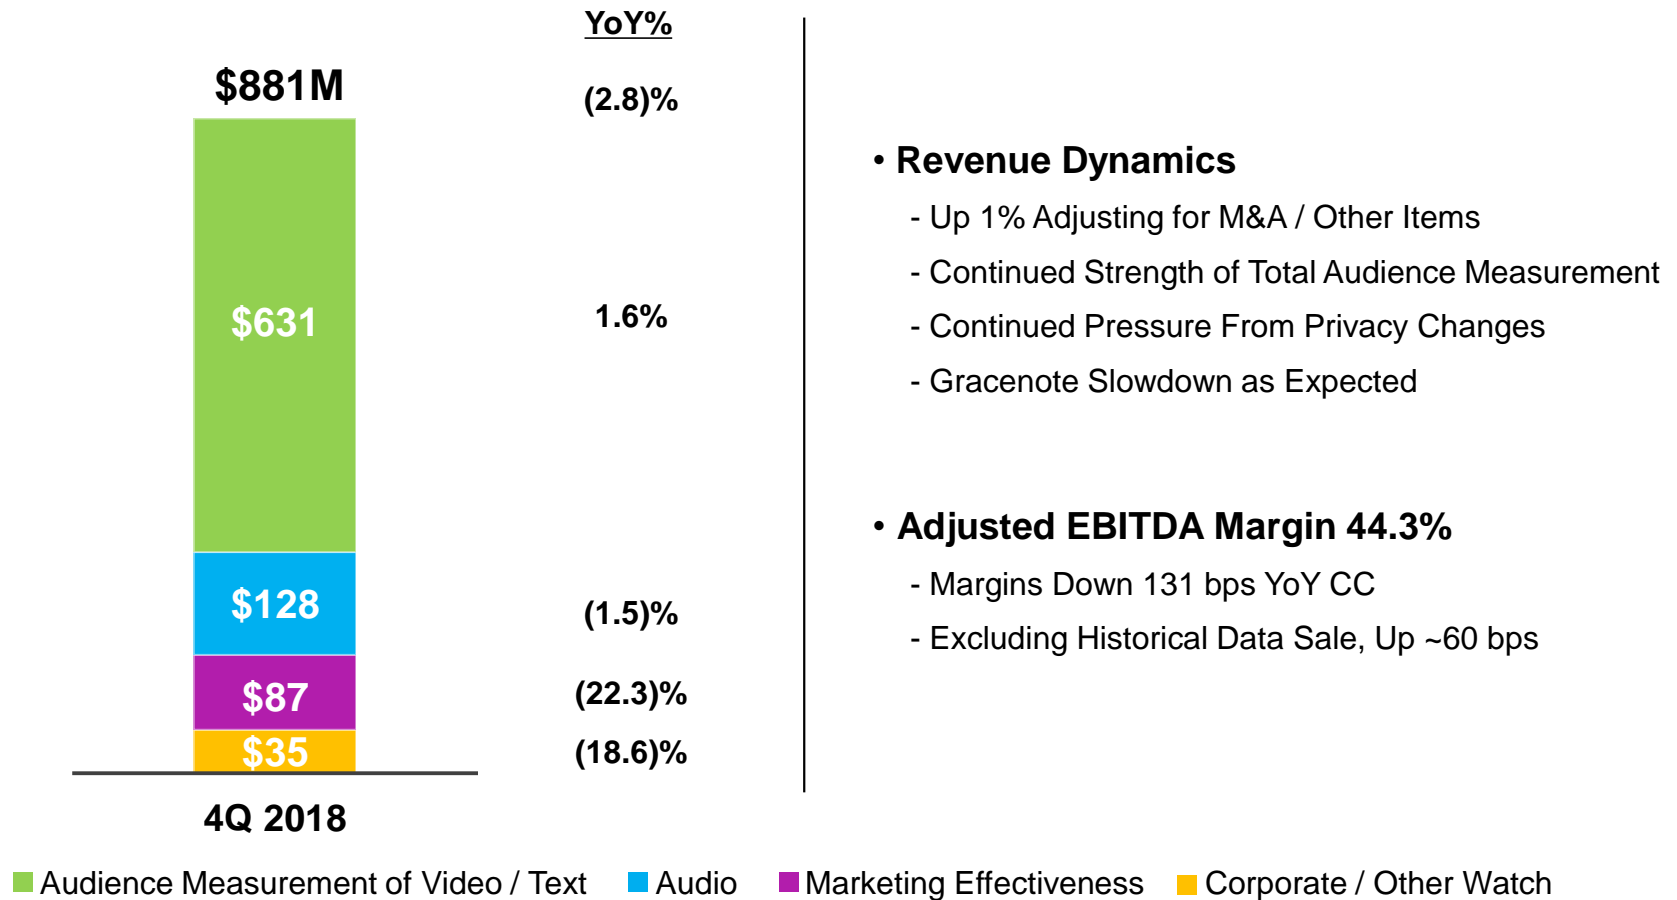 YoY%
$881M
(2.8)%
$631
1.6%
$128
(1.5)%
$87
(22.3)%
$35
(18.6)%
4Q 2018
• Revenue Dynamics
- Up 1% Adjusting for M&A / Other Items
- Continued Strength of Total Audience Measurement
- Continued Pressure From Privacy Changes
- Gracenote Slowdown as Expected
• Adjusted EBITDA Margin 44.3%
- Margins Down 131 bps YoY CC
- Excluding Historical Data Sale, Up ~60 bps
Audience Measurement of Video / Text Audio Marketing Effectiveness Corporate / Other Watch